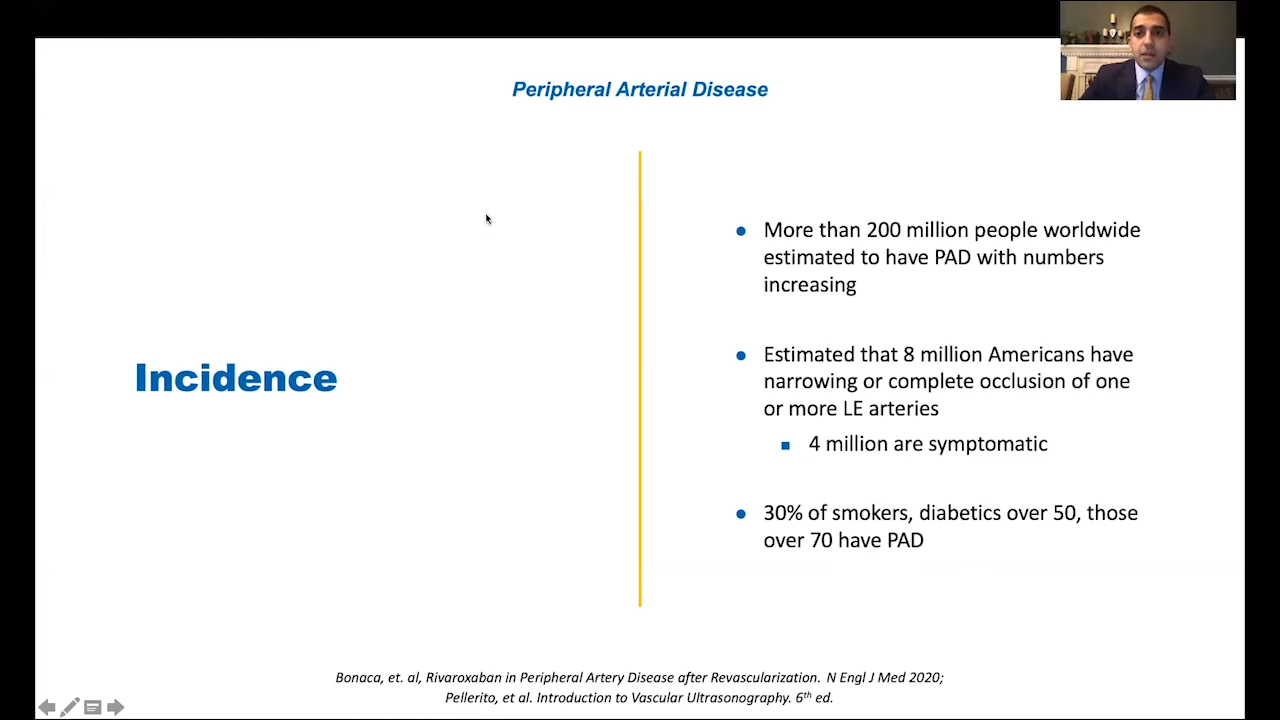 Peripheral Arterial Disease
Incidence
● More than 200 million people worldwide
estimated to have PAD with numbers
increasing
● Estimated that 8 million Americans have
narrowing or complete occlusion of one
or more LE arteries
■ 4 million are symptomatic
● 30% of smokers, diabetics over 50, those
over 70 have PAD
Bonaca, et. al, Rivaroxaban in Peripheral Artery Disease after Revascularization. N Engl J Med 2020;
Pellerito, et al. Introduction to Vascular Ultrasonography. 6th ed.